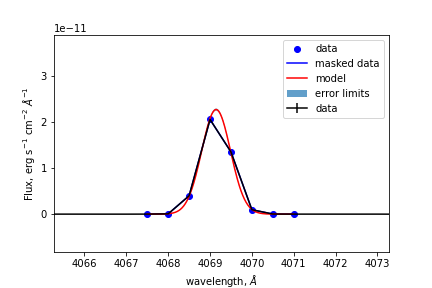 1e−11
data
masked data
model
error limits
data
3
2
1
0
Flux, erg s⁻¹ cm⁻² Å⁻¹
4066 4067 4068 4069 4070 4071 4072 4073
wavelength, Å